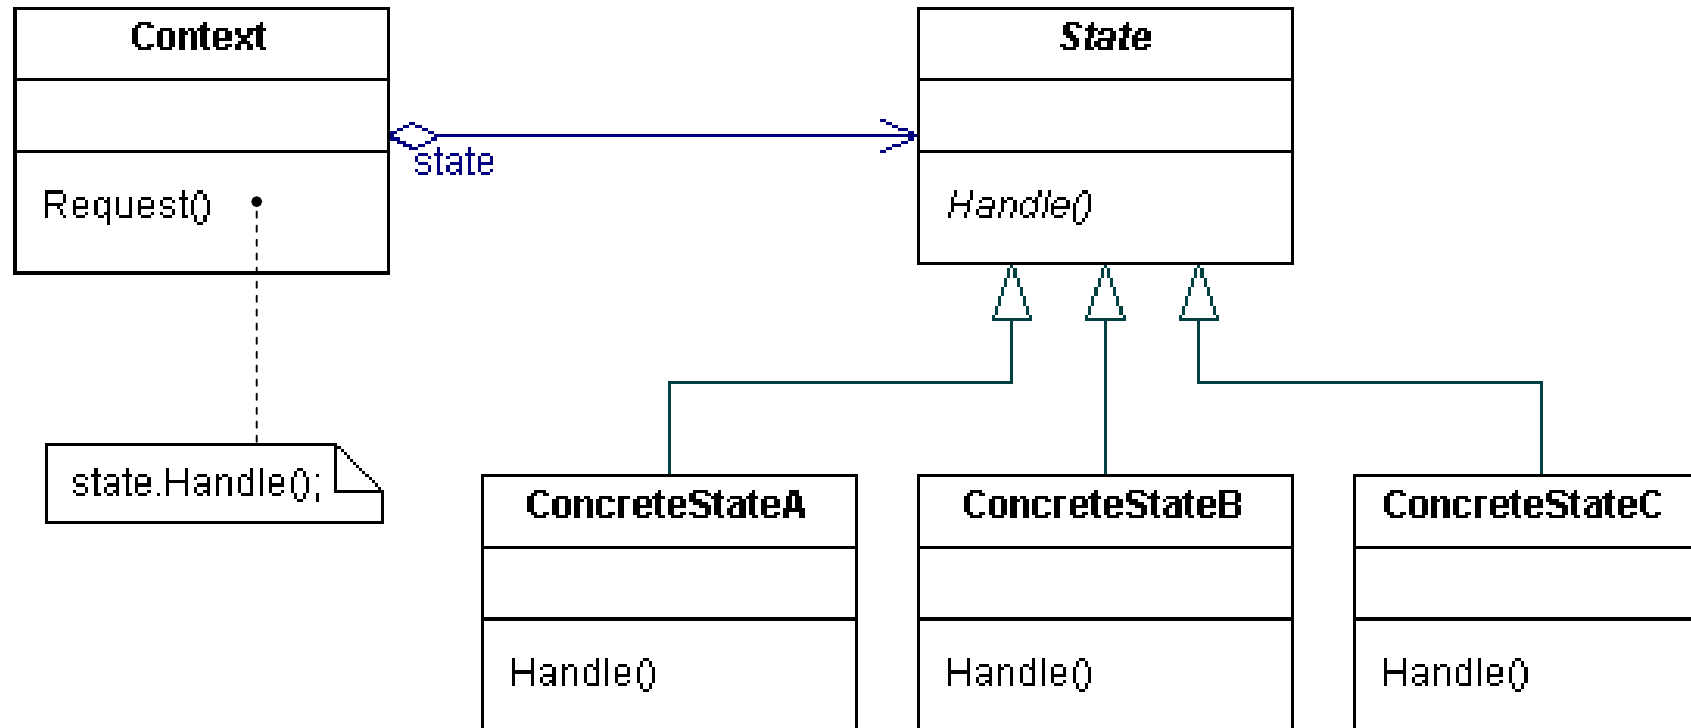 Context
State
state
Request()
Handle()
state.Handle();
ConcreteStateA
ConcreteStateB
ConcreteStateC
Handle()
Handle()
Handle()